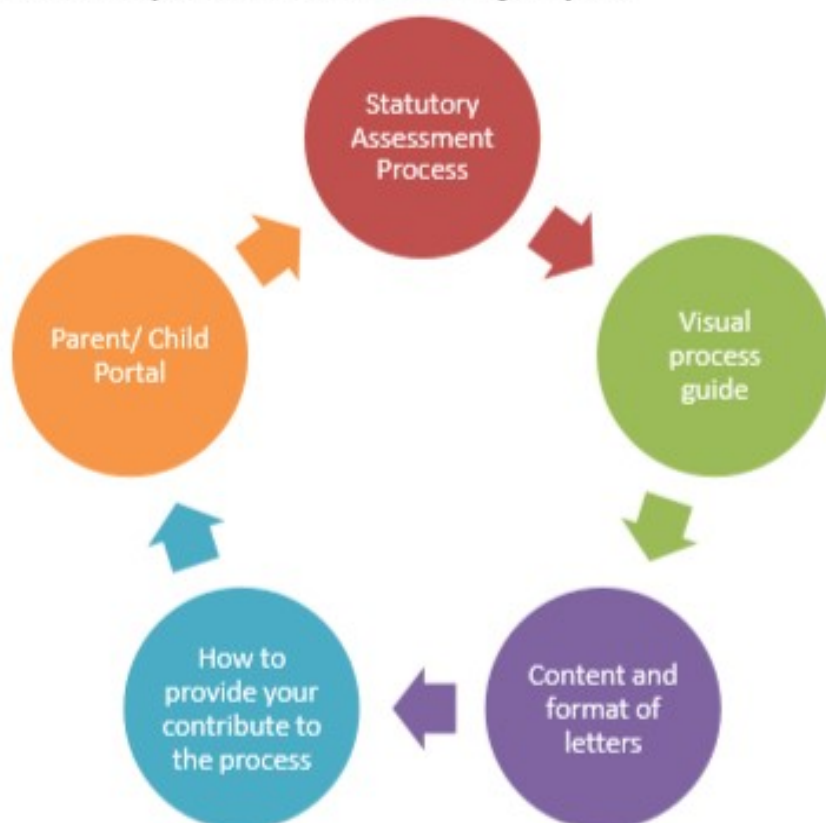 Statutory
Assessment
Process
Visual
process
guide
Content and
format of
letters
How to
provide your
contribute to
the process
Parent/ Child
Portal